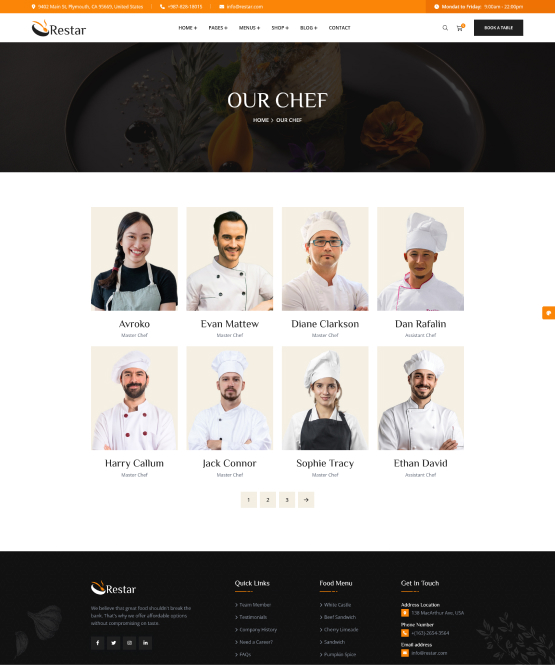 9402 Main St, Plymouth, CA 95669, United States
+987-626-10015
info@restar.com
Monday to Friday: 9:00am - 22:00pm
Restar
HOME +
PAGES +
MENUS +
SHOP +
BLOG +
CONTACT
BOOK A TABLE
OUR CHEF
HOME > OUR CHEF
Avroko
Master Chef
Evan Mattew
Master Chef
Diane Clarkson
Master Chef
Dan Rafalin
Assistant Chef
Harry Callum
Master Chef
Jack Connor
Master Chef
Sophie Tracy
Master Chef
Ethan David
Assistant Chef
1 2 3 →
Restar
We believe that great food shouldn't break the
bank. That's why we offer affordable options
without compromising on taste.
Quick Links
> Team Member
> Testimonials
> Company History
> Need a Career?
> FAQs
Food Menu
> White Castle
> Beef Sandwich
> Cherry Limeade
> Sandwich
> Pumpkin Spice
Get In Touch
Address Location
538 MacArthur Ave, USA
Phone Number
+(163)-2654-3564
Email address
info@restar.com